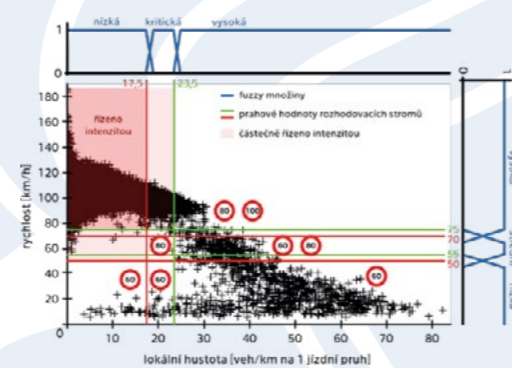 nízká kritická vysoká
1
0
17,5 23,5
180
160
140
120
100
80
60
40
20
0
rychlost [km/h]
řízeno
intenzitou
fuzzy množiny
prahové hodnoty rozhodovacích stromů
částečně řízeno intenzitou
80 100
75
70
80 60 80
55
50
60 60 60
10 20 30 40 50 60 70 80
lokální hustota [veh/km na 1 jízdní pruh]
0 1
vysoká
nízká